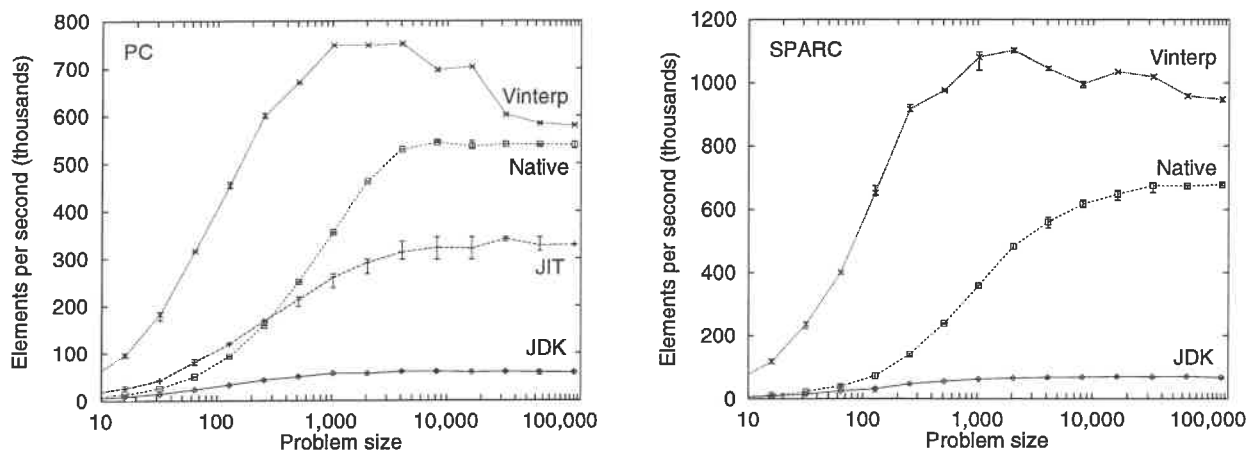 Elements per second (thousands)
800
700
600
500
400
300
200
100
0
PC
Vinterp
Native
JIT
JDK
10
100
1,000
10,000
100,000
Problem size
Elements per second (thousands)
1200
1000
800
600
400
200
0
SPARC
Vinterp
Native
JDK
10
100
1,000
10,000
100,000
Problem size